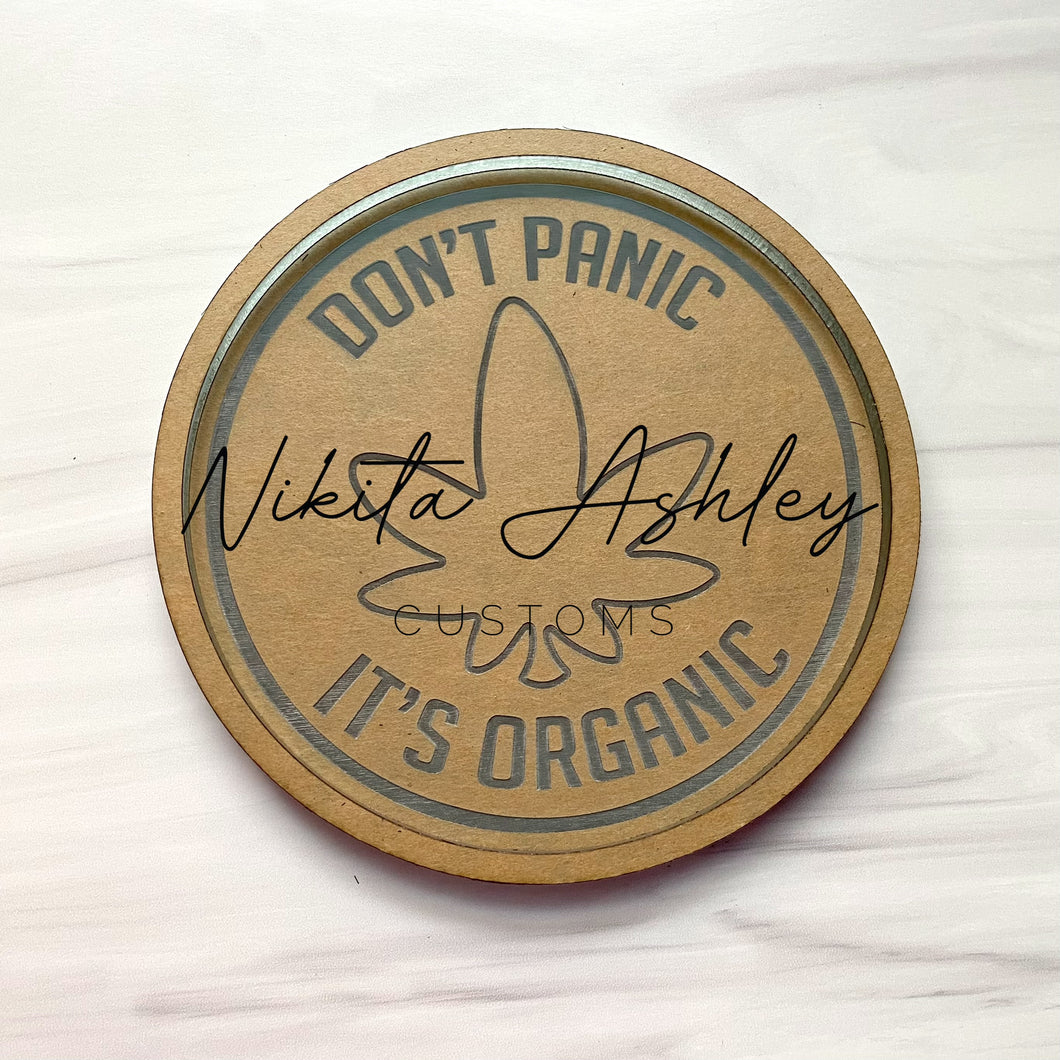 DON'T PANIC
Nikita Ashley
CUSTOMS
IT'S ORGANIC